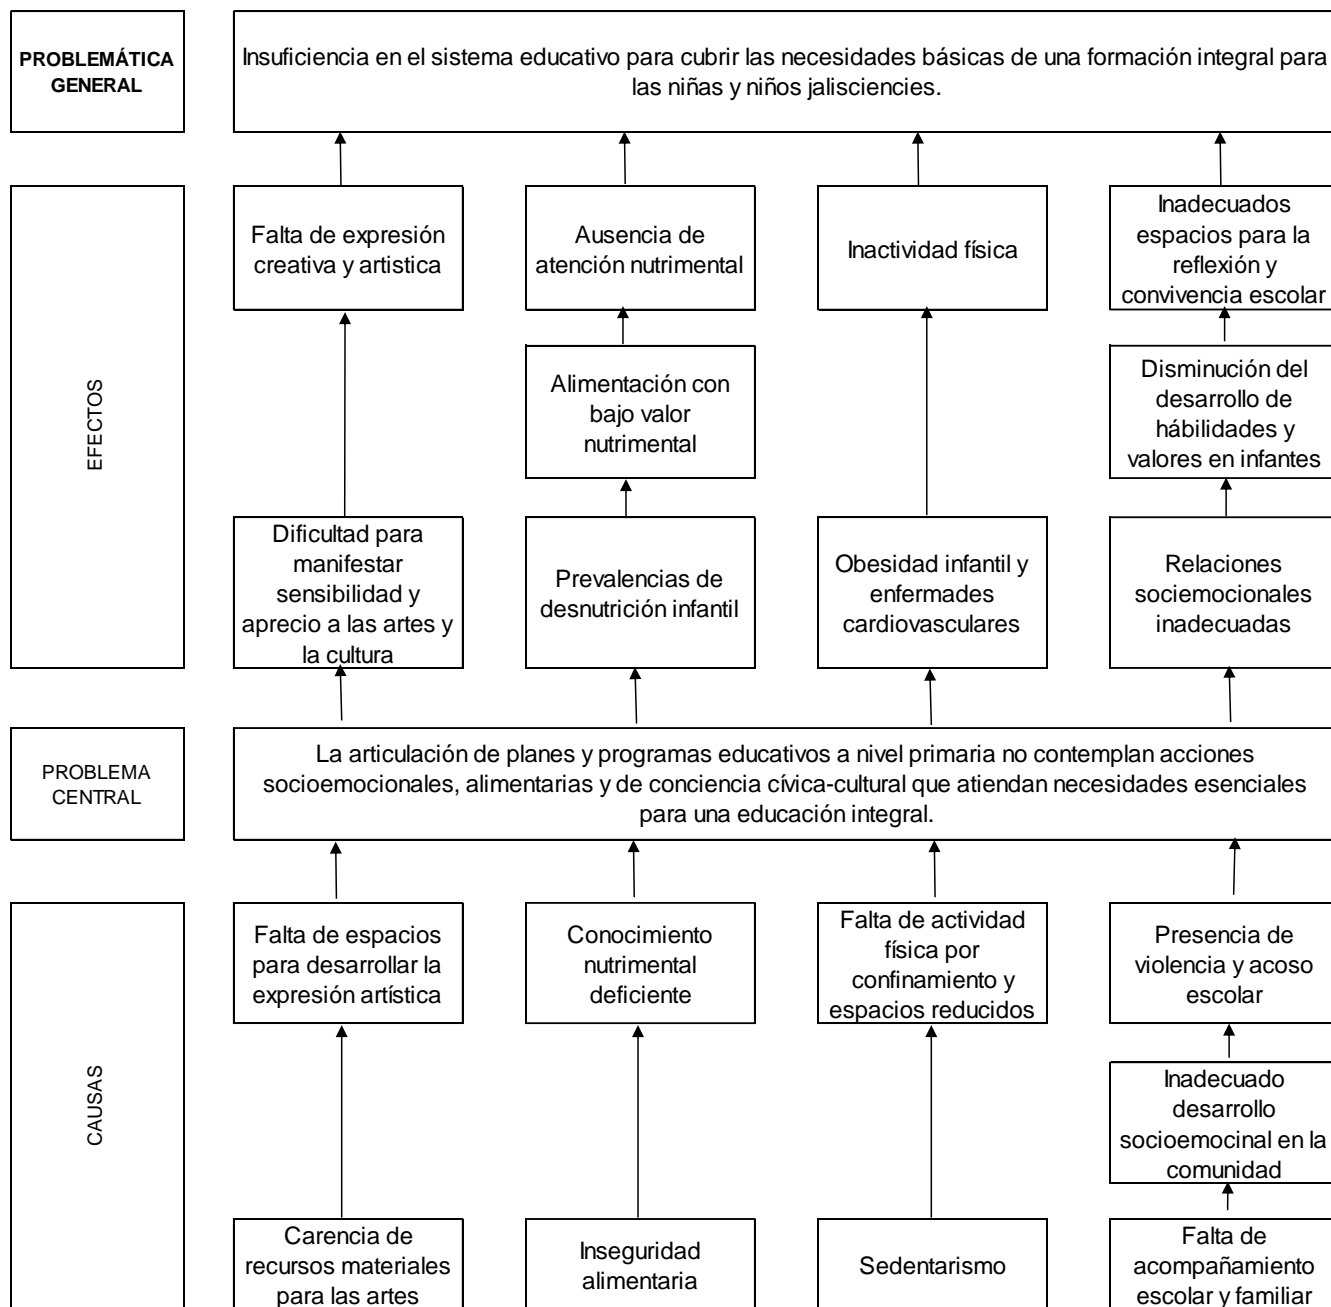 PROBLEMÁTICA
GENERAL
Insuficiencia en el sistema educativo para cubrir las necesidades básicas de una formación integral para
las niñas y niños jalisciencies.
EFECTOS
Falta de expresión
creativa y artistica
Ausencia de
atención nutrimental
Inactividad física
Inadecuados
espacios para la
reflexión y
convivencia escolar
Alimentación con
bajo valor
nutrimental
Disminución del
desarrollo de
hábilidades y
valores en infantes
Dificultad para
manifestar
sensibilidad y
aprecio a las artes y
la cultura
Prevalencias de
desnutrición infantil
Obesidad infantil y
enfermades
cardiovasculares
Relaciones
sociemocionales
inadecuadas
PROBLEMA
CENTRAL
La articulación de planes y programas educativos a nivel primaria no contemplan acciones
socioemocionales, alimentarias y de conciencia cívica-cultural que atiendan necesidades esenciales
para una educación integral.
CAUSAS
Falta de espacios
para desarrollar la
expresión artística
Conocimiento
nutrimental
deficiente
Falta de actividad
física por
confinamiento y
espacios reducidos
Presencia de
violencia y acoso
escolar
Inadecuado
desarrollo
socioemocinal en la
comunidad
Carencia de
recursos materiales
para las artes
Inseguridad
alimentaria
Sedentarismo
Falta de
acompañamiento
escolar y familiar